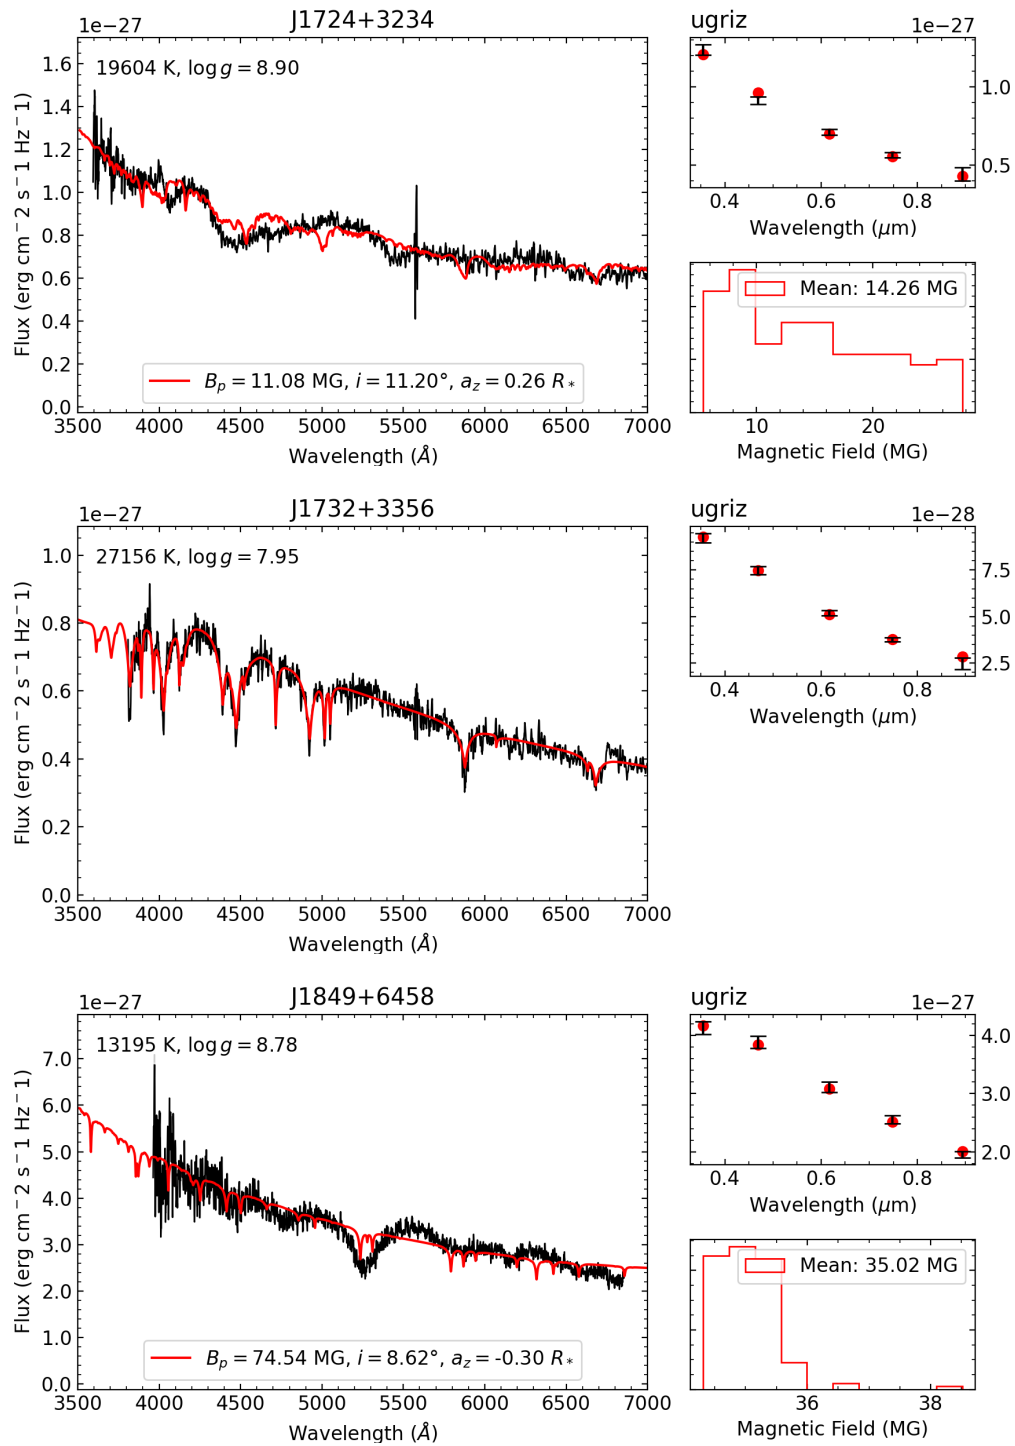 J1724+3234
1e−27
19604 K, log g = 8.90
1.6
1.4
1.2
1.0
0.8
0.6
0.4
0.2
0.0
Flux (erg cm−2 s−1 Hz−1)
B_p = 11.08 MG, i = 11.20°, a_z = 0.26 R_*
3500 4000 4500 5000 5500 6000 6500 7000
Wavelength (Å)
ugriz
1e−27
1.0
0.5
0.4 0.6 0.8
Wavelength (μm)
Mean: 14.26 MG
10 20
Magnetic Field (MG)
J1732+3356
1e−27
27156 K, log g = 7.95
1.0
0.8
0.6
0.4
0.2
0.0
Flux (erg cm−2 s−1 Hz−1)
3500 4000 4500 5000 5500 6000 6500 7000
Wavelength (Å)
ugriz
1e−28
7.5
5.0
2.5
0.4 0.6 0.8
Wavelength (μm)
J1849+6458
1e−27
13195 K, log g = 8.78
7.0
6.0
5.0
4.0
3.0
2.0
1.0
0.0
Flux (erg cm−2 s−1 Hz−1)
B_p = 74.54 MG, i = 8.62°, a_z = -0.30 R_*
3500 4000 4500 5000 5500 6000 6500 7000
Wavelength (Å)
ugriz
1e−27
4.0
3.0
2.0
0.4 0.6 0.8
Wavelength (μm)
Mean: 35.02 MG
36 38
Magnetic Field (MG)